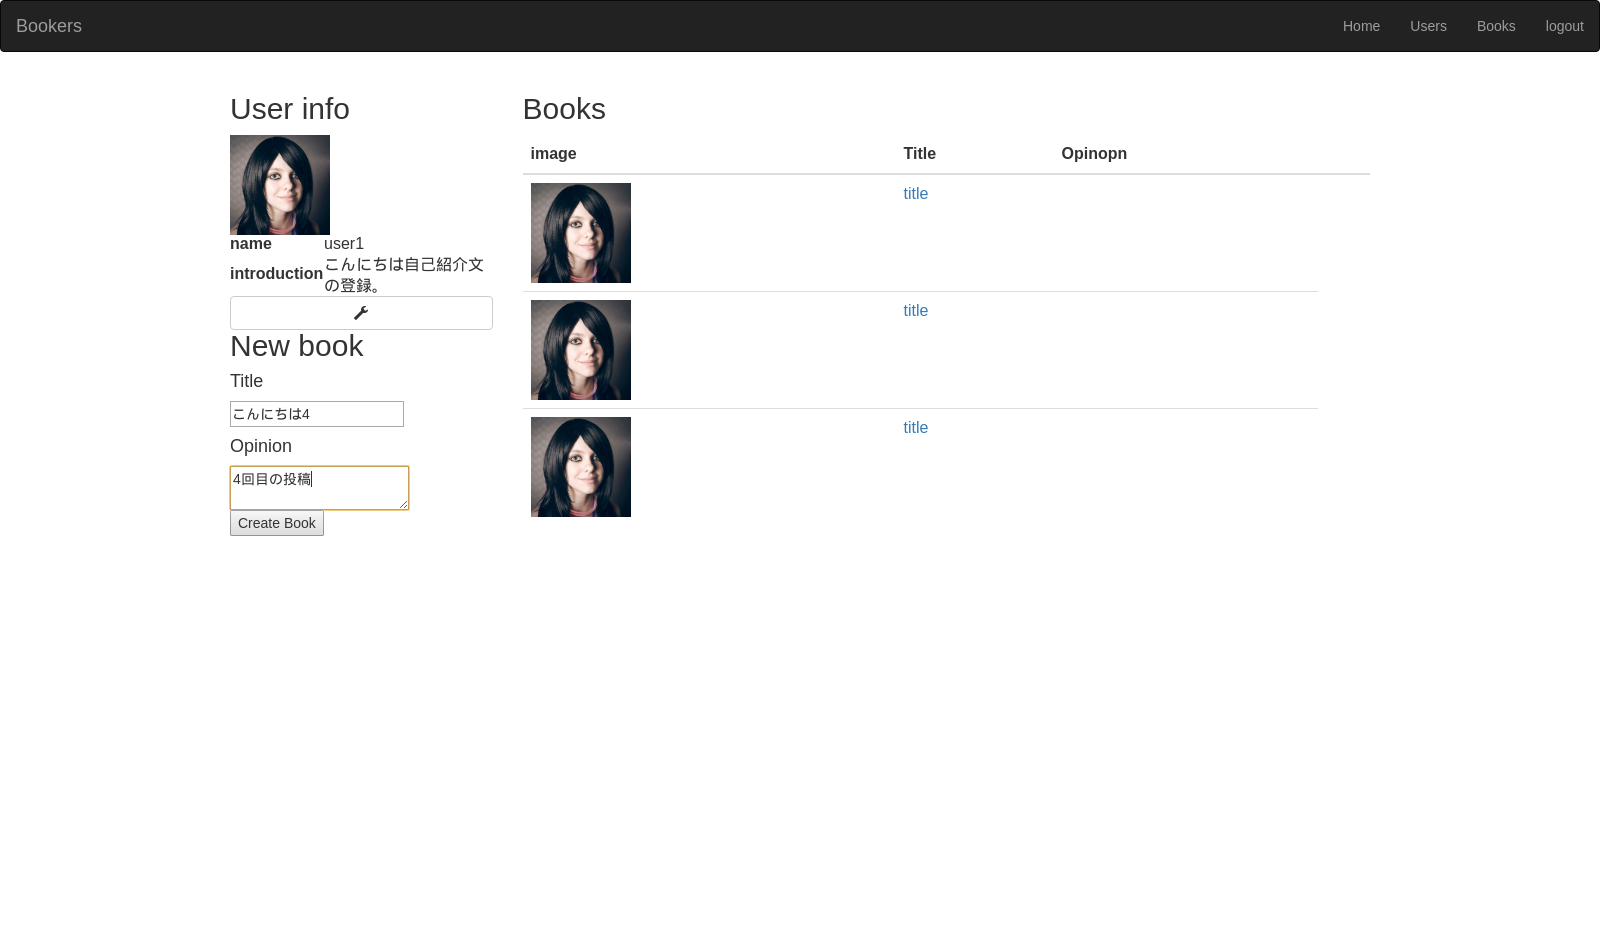 Bookers
Home Users Books logout
User info
name user1
introduction こんにちは自己紹介文
の登録。
New book
Title
こんにちは4
Opinion
4回目の投稿
Create Book
Books
image Title Opinopn
title
title
title